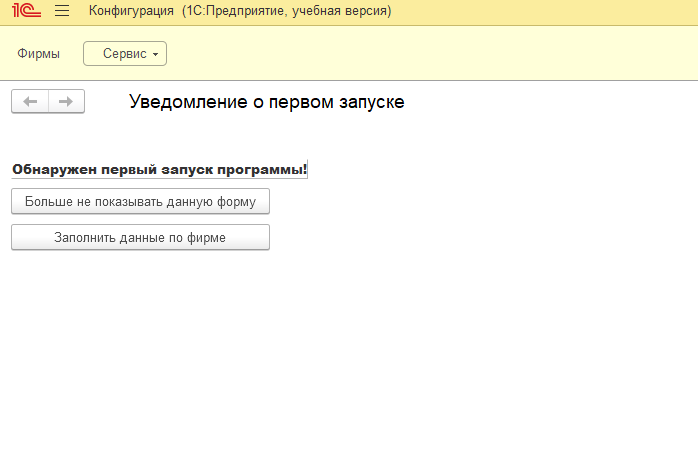 1С Конфигурация (1С:Предприятие, учебная версия)
Фирмы Сервис
Уведомление о первом запуске
Обнаружен первый запуск программы!
Больше не показывать данную форму
Заполнить данные по фирме